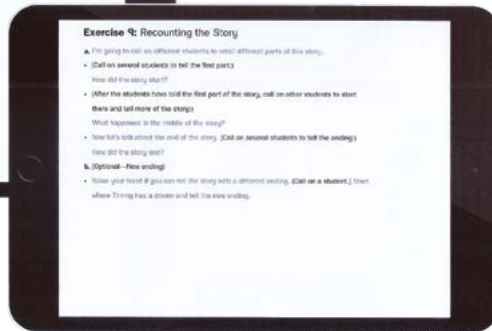 Exercise 9: Recounting the Story
a. I'm going to call on different students to retell different parts of this story.
• (Call on several students to tell the first part:)
How did the story start?
• (After the students have told the first part of the story, call on other students to start
there and tell more of the story:)
What happened in the middle of the story?
• Now let's talk about the end of the story. (Call on several students to tell the ending:)
How did the story end?
b. (Optional—New ending)
• Raise your hand if you can tell the story with a different ending. (Call on a student.) Start
where has a dream and tell the new ending.